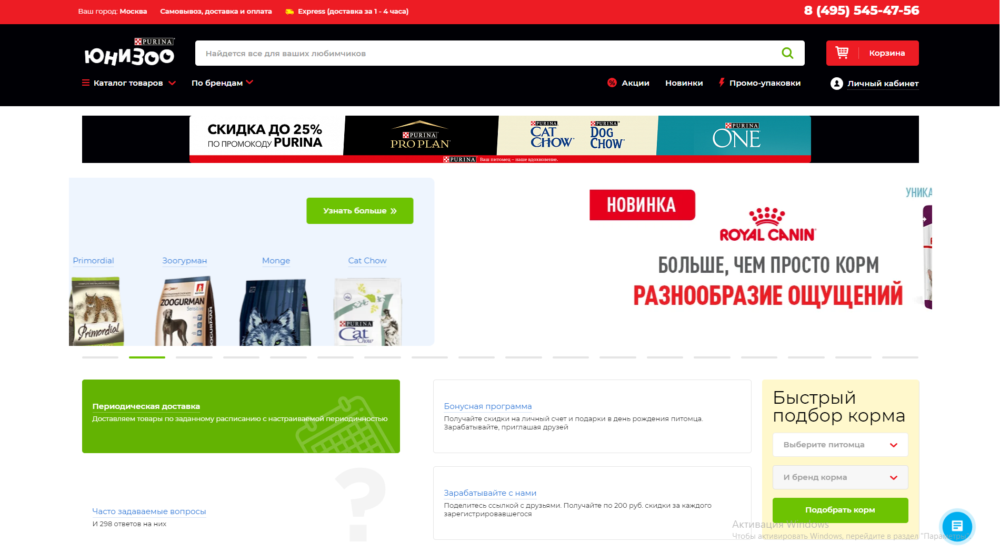 Ваш город: Москва
Самовывоз, доставка и оплата
Express (доставка за 1 - 4 часа)
8 (495) 545-47-56
PURINA
ЮНИЗОО
Найдется все для ваших любимчиков
Корзина
Каталог товаров
По брендам
Акции
Новинки
Промо-упаковки
Личный кабинет
СКИДКА ДО 25%
ПО ПРОМОКОДУ PURINA
PURINA
PRO PLAN
PURINA
CAT
CHOW
PURINA
DOG
CHOW
PURINA
ONE
PURINA Ваш питомец – наше вдохновение.
Узнать больше
Primordial
Зоогурман
Monge
Cat Chow
Primordial
ZOOGURMAN
Sensitive
ZOOGURMAN
PURINA
Cat
Chow
НОВИНКА
УНИКА
ROYAL CANIN
БОЛЬШЕ, ЧЕМ ПРОСТО КОРМ
РАЗНООБРАЗИЕ ОЩУЩЕНИЙ
Периодическая доставка
Доставляем товары по заданному расписанию с настраиваемой периодичностью
Бонусная программа
Получайте скидки на личный счет и подарки в день рождения питомца.
Зарабатывайте, приглашая друзей
Быстрый
подбор корма
Выберите питомца
И бренд корма
Подобрать корм
Часто задаваемые вопросы
И 298 ответов на них
?
Зарабатывайте с нами
Поделитесь ссылкой с друзьями. Получайте по 200 руб. скидки за каждого
зарегистрировавшегося
Активация Windows
Чтобы активировать Windows, перейдите в раздел "Параметры".